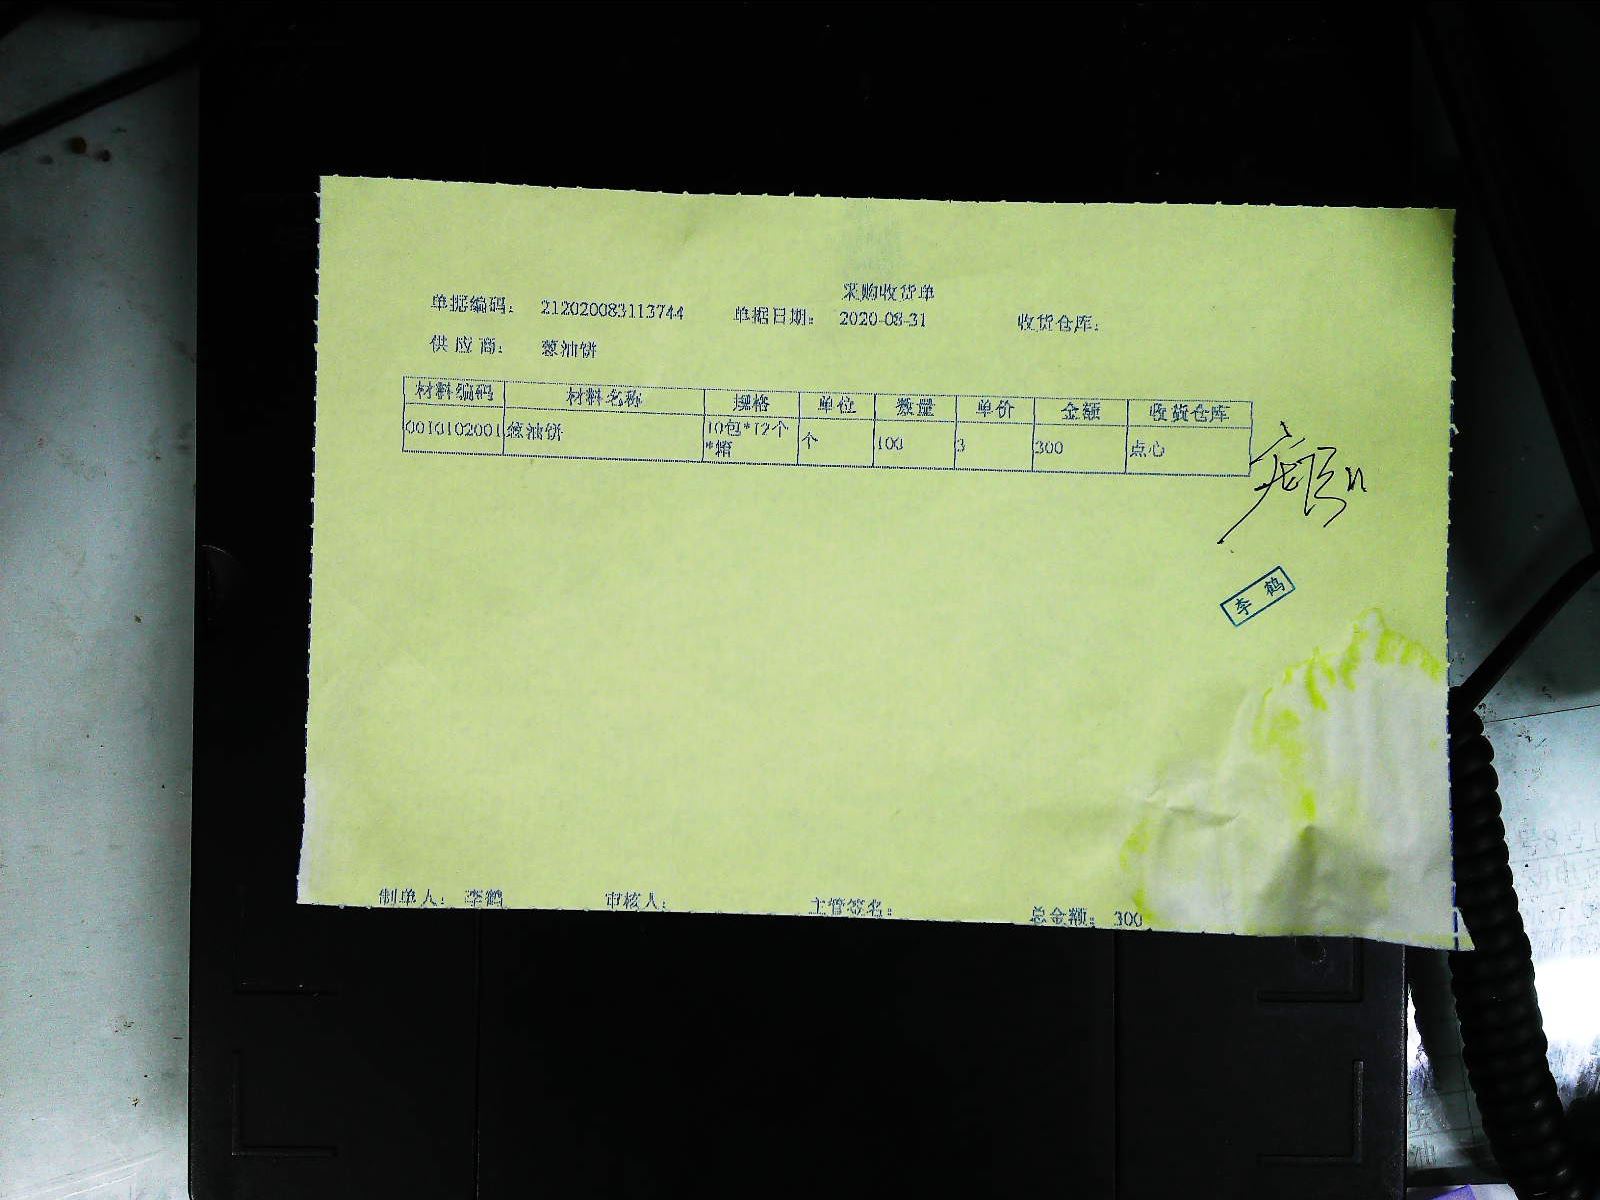 采购收货单
单据编码： 212020083113744 单据日期： 2020-08-31 收货仓库：
供 应 商： 葱油饼
材料编码 材料名称 规格 单位 数量 单价 金额 收货仓库
0010102001 葱油饼 10包*12个*箱 个 100 3 300 点心
李鹤
制单人： 李鹤 审核人： 主管签名： 总金额： 300